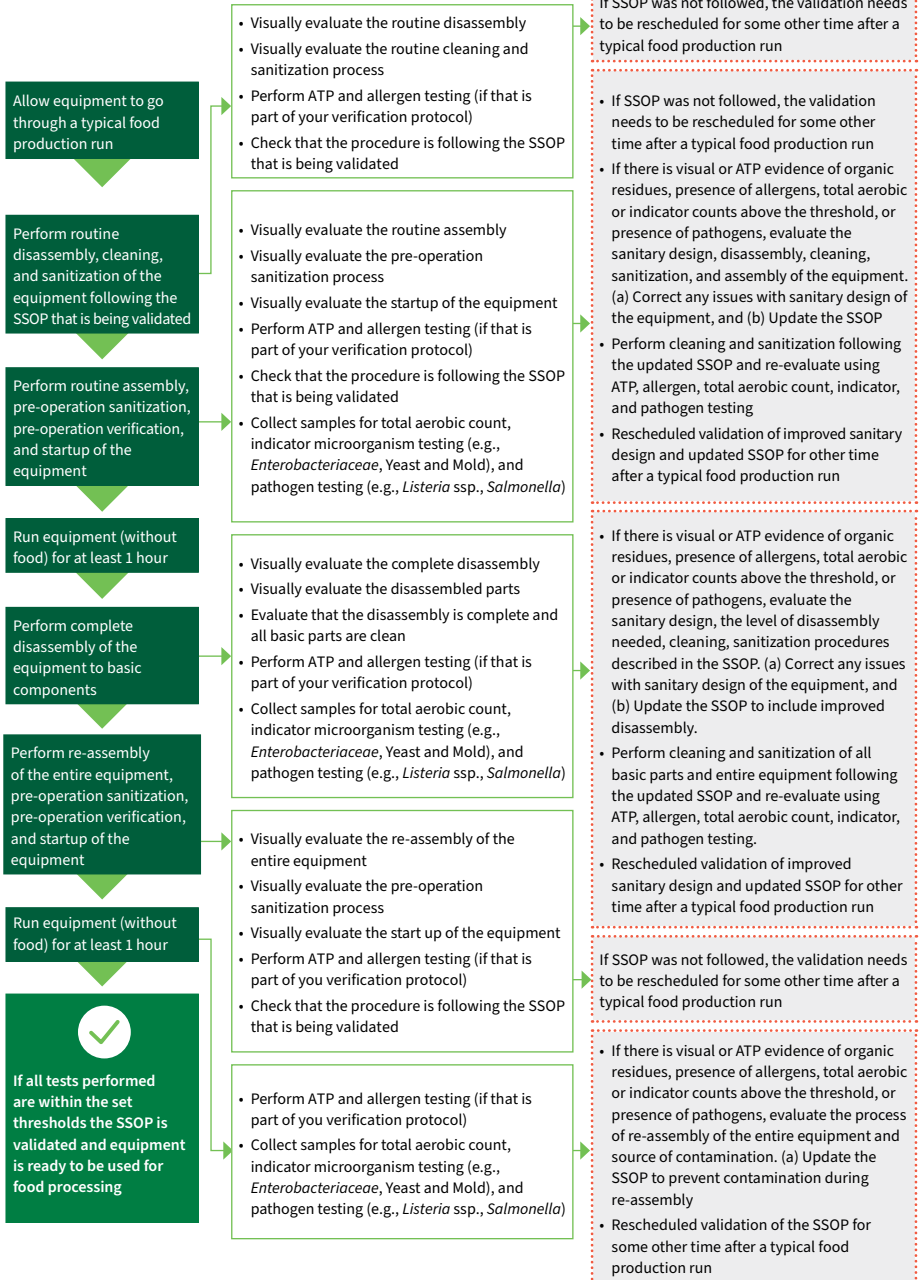 Allow equipment to go
through a typical food
production run
Perform routine
disassembly, cleaning,
and sanitization of the
equipment following the
SSOP that is being validated
Perform routine assembly,
pre-operation sanitization,
pre-operation verification,
and startup of the
equipment
Run equipment (without
food) for at least 1 hour
Perform complete
disassembly of the
equipment to basic
components
Perform re-assembly
of the entire equipment,
pre-operation sanitization,
pre-operation verification,
and startup of the
equipment
Run equipment (without
food) for at least 1 hour
If all tests performed
are within the set
thresholds the SSOP is
validated and equipment
is ready to be used for
food processing
• Visually evaluate the routine disassembly
• Visually evaluate the routine cleaning and
sanitization process
• Perform ATP and allergen testing (if that is
part of your verification protocol)
• Check that the procedure is following the SSOP
that is being validated
• Visually evaluate the routine assembly
• Visually evaluate the pre-operation
sanitization process
• Visually evaluate the startup of the equipment
• Perform ATP and allergen testing (if that is
part of your verification protocol)
• Check that the procedure is following the SSOP
that is being validated
• Collect samples for total aerobic count,
indicator microorganism testing (e.g.,
Enterobacteriaceae, Yeast and Mold), and
pathogen testing (e.g., Listeria ssp., Salmonella)
• Visually evaluate the complete disassembly
• Visually evaluate the disassembled parts
• Evaluate that the disassembly is complete and
all basic parts are clean
• Perform ATP and allergen testing (if that is
part of your verification protocol)
• Collect samples for total aerobic count,
indicator microorganism testing (e.g.,
Enterobacteriaceae, Yeast and Mold), and
pathogen testing (e.g., Listeria ssp., Salmonella)
• Visually evaluate the re-assembly of the
entire equipment
• Visually evaluate the pre-operation
sanitization process
• Visually evaluate the start up of the equipment
• Perform ATP and allergen testing (if that is
part of you verification protocol)
• Check that the procedure is following the SSOP
that is being validated
• Perform ATP and allergen testing (if that is
part of you verification protocol)
• Collect samples for total aerobic count,
indicator microorganism testing (e.g.,
Enterobacteriaceae, Yeast and Mold), and
pathogen testing (e.g., Listeria ssp., Salmonella)
If SSOP was not followed, the validation needs
to be rescheduled for some other time after a
typical food production run
• If SSOP was not followed, the validation
needs to be rescheduled for some other
time after a typical food production run
• If there is visual or ATP evidence of organic
residues, presence of allergens, total aerobic
or indicator counts above the threshold, or
presence of pathogens, evaluate the
sanitary design, disassembly, cleaning,
sanitization, and assembly of the equipment.
(a) Correct any issues with sanitary design of
the equipment, and (b) Update the SSOP
• Perform cleaning and sanitization following
the updated SSOP and re-evaluate using
ATP, allergen, total aerobic count, indicator,
and pathogen testing
• Rescheduled validation of improved sanitary
design and updated SSOP for other time
after a typical food production run
• If there is visual or ATP evidence of organic
residues, presence of allergens, total aerobic
or indicator counts above the threshold, or
presence of pathogens, evaluate the
sanitary design, the level of disassembly
needed, cleaning, sanitization procedures
described in the SSOP. (a) Correct any issues
with sanitary design of the equipment, and
(b) Update the SSOP to include improved
disassembly.
• Perform cleaning and sanitization of all
basic parts and entire equipment following
the updated SSOP and re-evaluate using
ATP, allergen, total aerobic count, indicator,
and pathogen testing.
• Rescheduled validation of improved
sanitary design and updated SSOP for other
time after a typical food production run
If SSOP was not followed, the validation needs
to be rescheduled for some other time after a
typical food production run
• If there is visual or ATP evidence of organic
residues, presence of allergens, total aerobic
or indicator counts above the threshold, or
presence of pathogens, evaluate the process
of re-assembly of the entire equipment and
source of contamination. (a) Update the
SSOP to prevent contamination during
re-assembly
• Rescheduled validation of the SSOP for
some other time after a typical food
production run